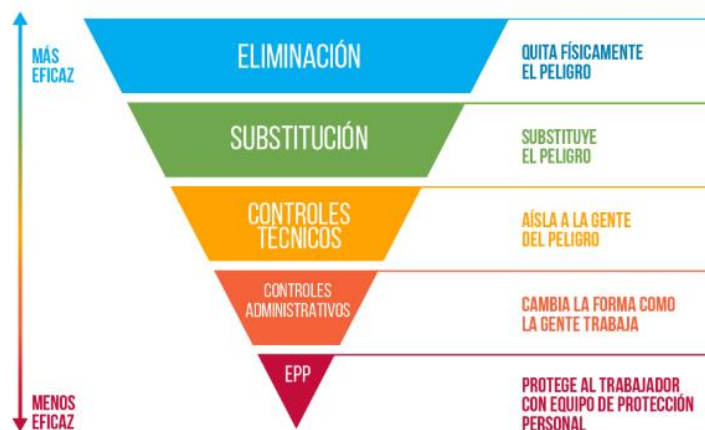 MÁS
EFICAZ
ELIMINACIÓN
QUITA FÍSICAMENTE
EL PELIGRO
SUBSTITUCIÓN
SUBSTITUYE
EL PELIGRO
CONTROLES
TÉCNICOS
AÍSLA A LA GENTE
DEL PELIGRO
CONTROLES
ADMINISTRATIVOS
CAMBIA LA FORMA COMO
LA GENTE TRABAJA
EPP
MENOS
EFICAZ
PROTEGE AL TRABAJADOR
CON EQUIPO DE PROTECCIÓN
PERSONAL